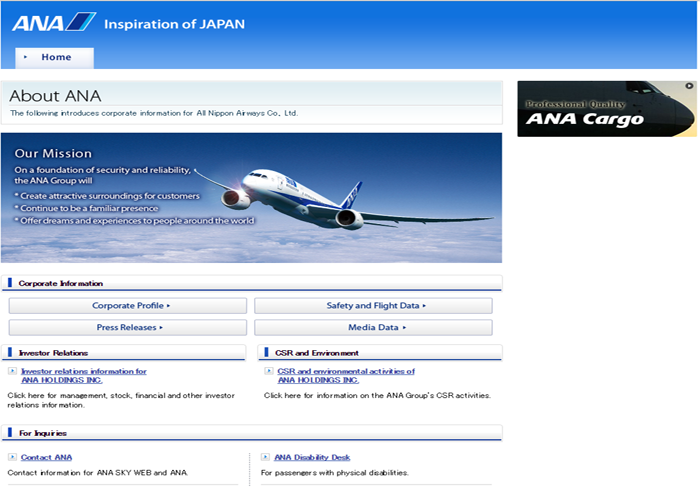 ANA Inspiration of JAPAN
Home
About ANA
The following introduces corporate information for All Nippon Airways Co., Ltd.
Professional Quality
ANA Cargo
Our Mission
On a foundation of security and reliability,
the ANA Group will
* Create attractive surroundings for customers
* Continue to be a familiar presence
* Offer dreams and experiences to people around the world
Corporate Information
Corporate Profile
Safety and Flight Data
Press Releases
Media Data
Investor Relations
Investor relations information for
ANA HOLDINGS INC.
Click here for management, stock, financial and other investor
relations information.
CSR and Environment
CSR and environmental activities of
ANA HOLDINGS INC.
Click here for information on the ANA Group's CSR activities.
For Inquiries
Contact ANA
Contact information for ANA SKY WEB and ANA.
ANA Disability Desk
For passengers with physical disabilities.